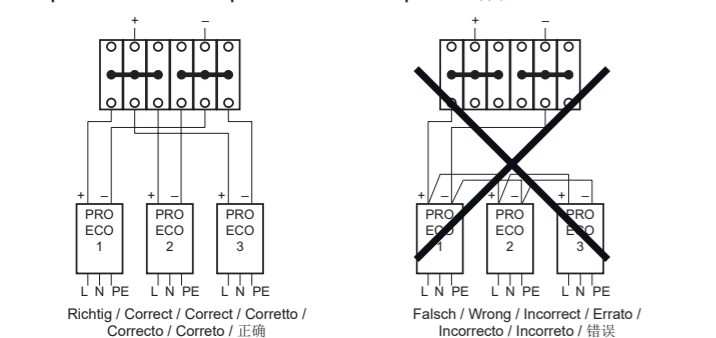 + –
+ –
+ – + – + –
+ – + – + –
PRO ECO 1
PRO ECO 2
PRO ECO 3
PRO ECO 1
PRO ECO 2
PRO ECO 3
L N PE L N PE L N PE
L N PE L N PE L N PE
Richtig / Correct / Correct / Corretto /
Correcto / Correto / 正确
Falsch / Wrong / Incorrect / Errato /
Incorrecto / Incorreto / 错误